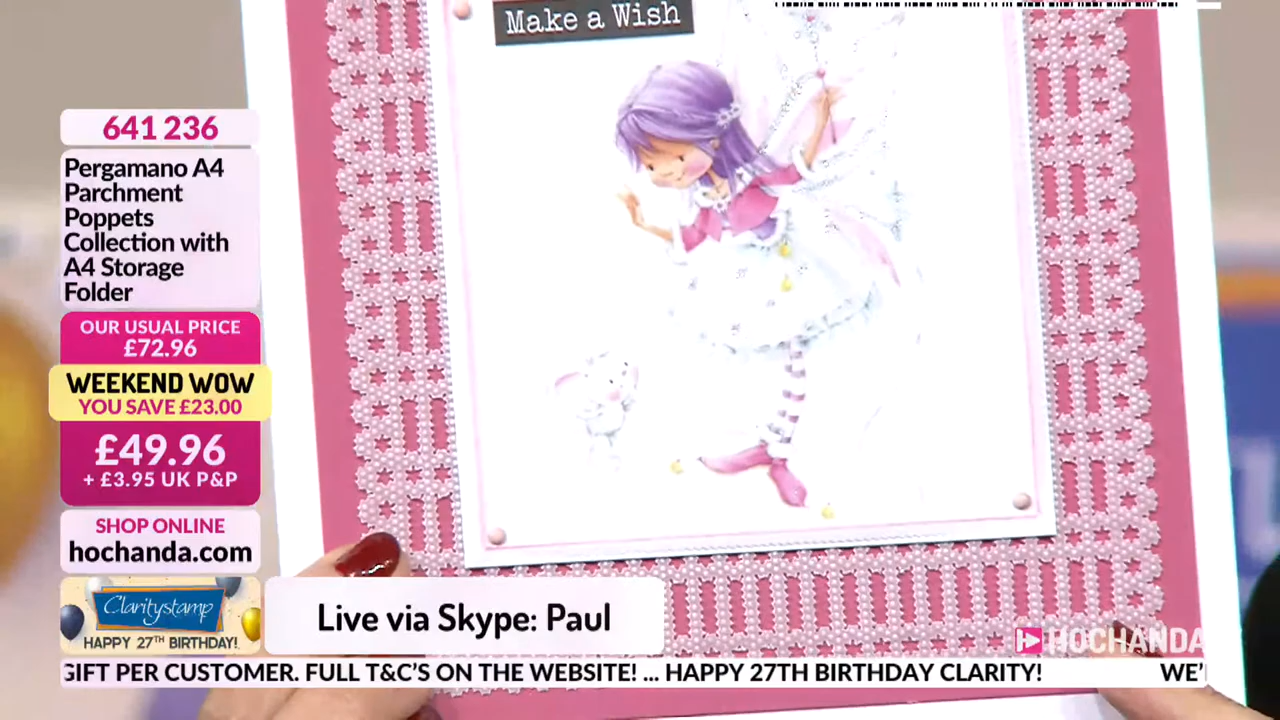 Make a Wish
641 236
Pergamano A4
Parchment
Poppets
Collection with
A4 Storage
Folder
OUR USUAL PRICE
£72.96
WEEKEND WOW
YOU SAVE £23.00
£49.96
+ £3.95 UK P&P
SHOP ONLINE
hochanda.com
Claritystamp
HAPPY 27TH BIRTHDAY!
Live via Skype: Paul
HOCHANDA
GIFT PER CUSTOMER. FULL T&C'S ON THE WEBSITE! ... HAPPY 27TH BIRTHDAY CLARITY! WE'